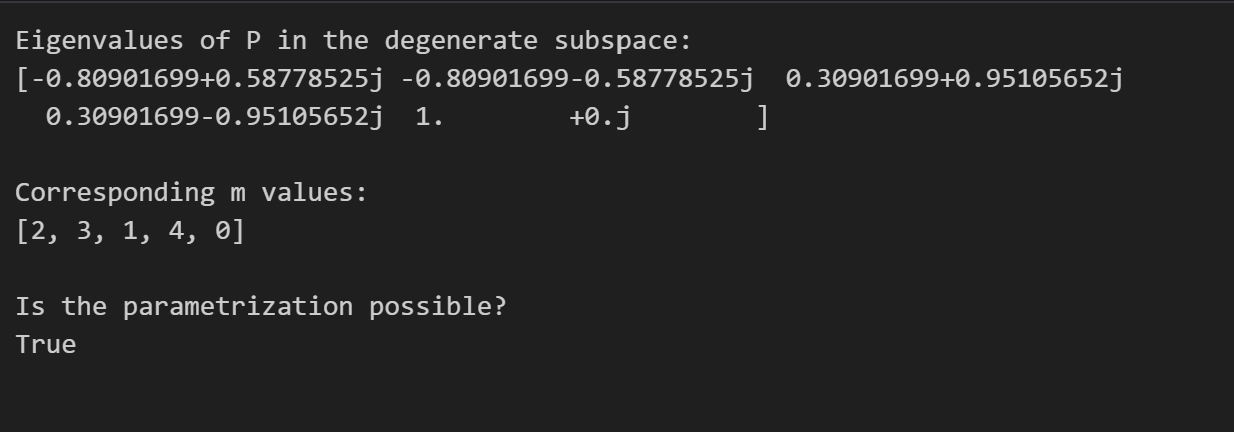 Eigenvalues of P in the degenerate subspace:
[-0.80901699+0.58778525j -0.80901699-0.58778525j  0.30901699+0.95105652j
  0.30901699-0.95105652j  1.        +0.j        ]
Corresponding m values:
[2, 3, 1, 4, 0]
Is the parametrization possible?
True